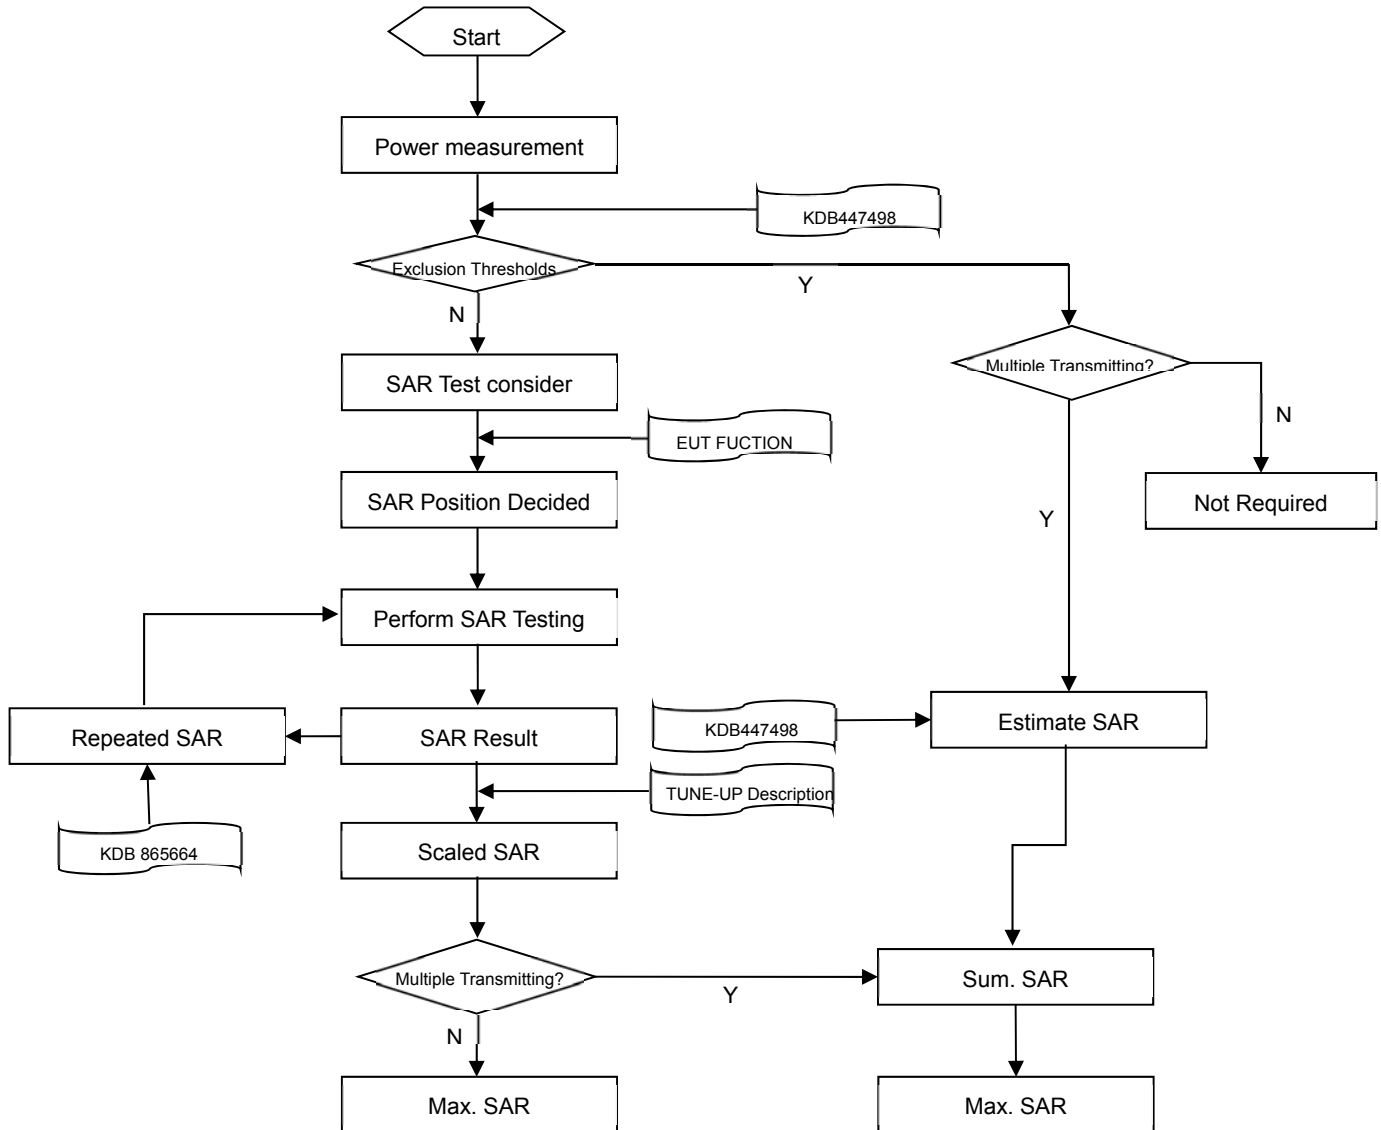 Start
Power measurement
KDB447498
Exclusion Thresholds
Y
N
Multiple Transmitting?
SAR Test consider
N
EUT FUCTION
SAR Position Decided
Not Required
Y
Perform SAR Testing
Repeated SAR
SAR Result
KDB447498
Estimate SAR
TUNE-UP Description
KDB 865664
Scaled SAR
Multiple Transmitting?
Y
Sum. SAR
N
Max. SAR
Max. SAR